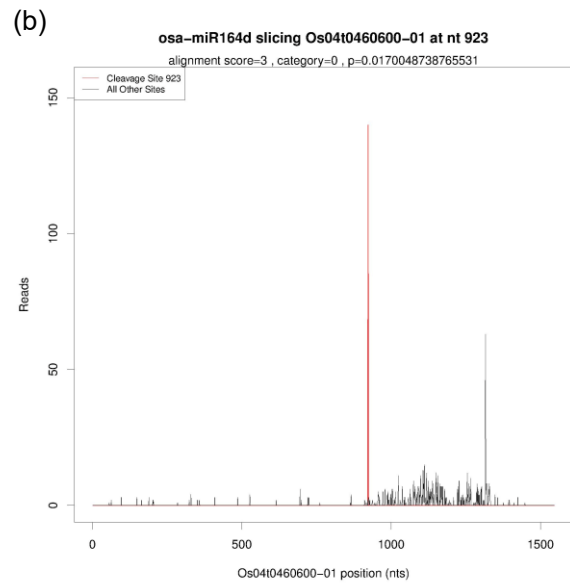 (b)
osa-miR164d slicing Os04t0460600-01 at nt 923
alignment score=3 , category=0 , p=0.0170048738765531
Cleavage Site 923
All Other Sites
150
100
50
0
Reads
0 500 1000 1500
Os04t0460600-01 position (nts)